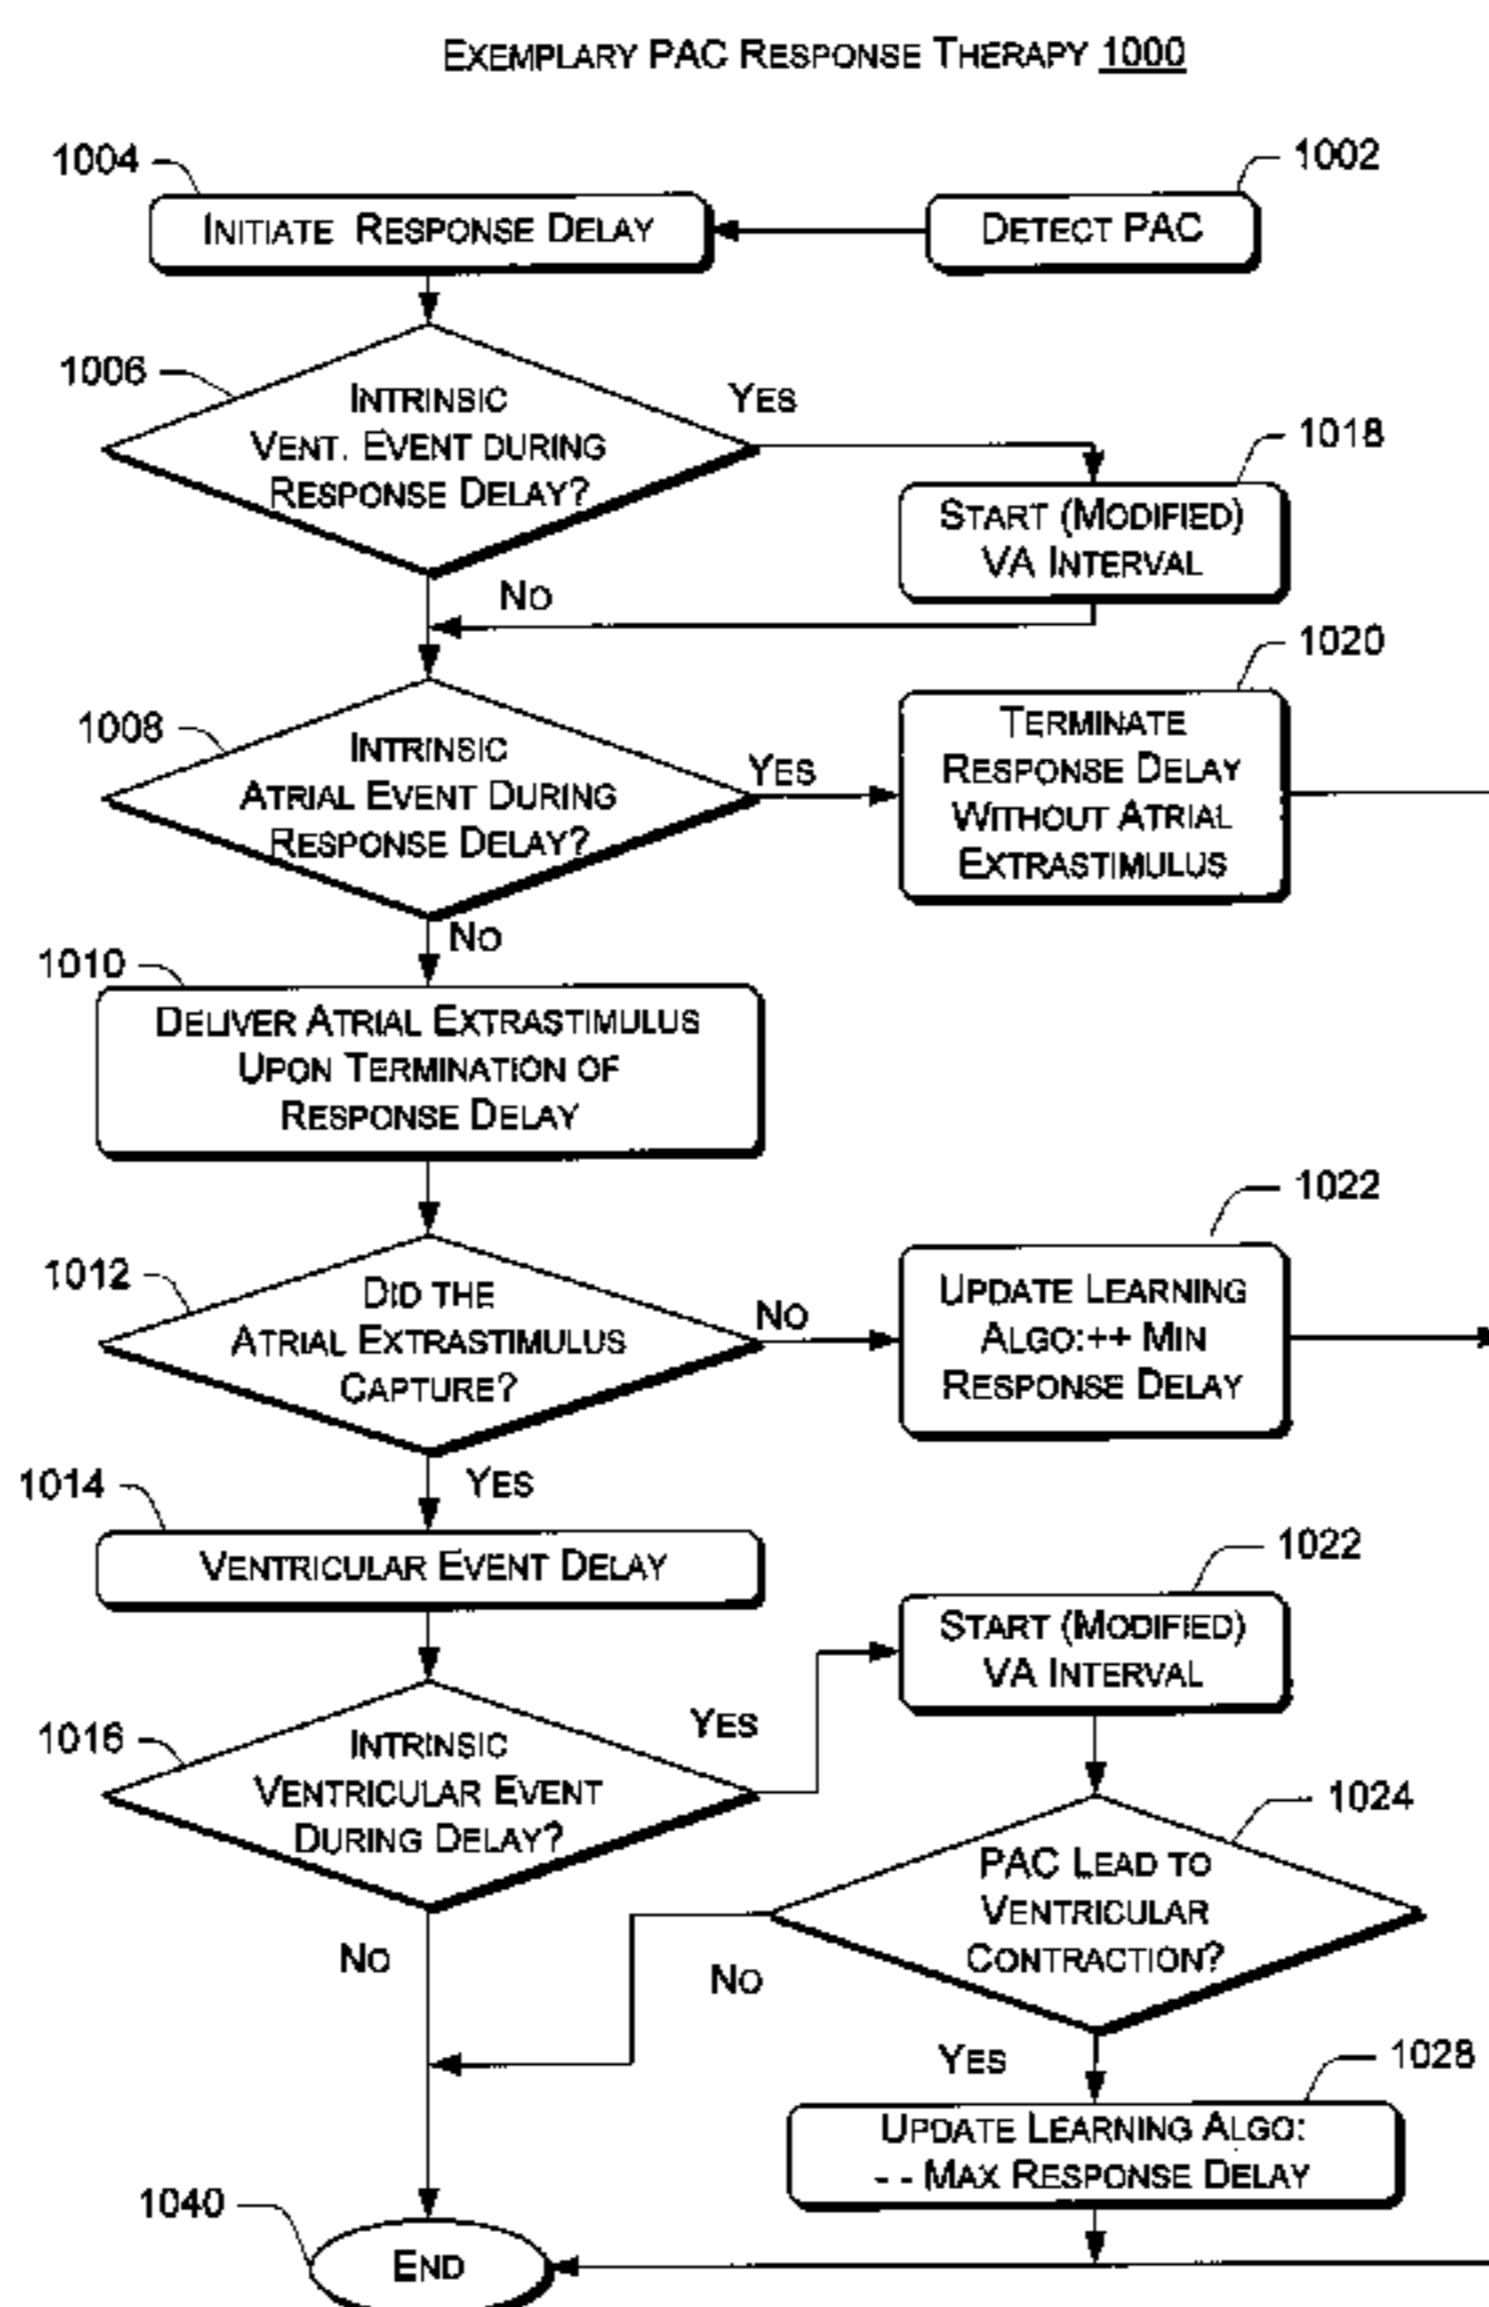 EXEMPLARY PAC RESPONSE THERAPY 1000
1004
1002
INITIATE RESPONSE DELAY
DETECT PAC
1006
INTRINSIC
VENT. EVENT DURING
RESPONSE DELAY?
YES
1018
START (MODIFIED)
VA INTERVAL
NO
1008
INTRINSIC
ATRIAL EVENT DURING
RESPONSE DELAY?
YES
1020
TERMINATE
RESPONSE DELAY
WITHOUT ATRIAL
EXTRASTIMULUS
NO
1010
DELIVER ATRIAL EXTRASTIMULUS
UPON TERMINATION OF
RESPONSE DELAY
1012
DID THE
ATRIAL EXTRASTIMULUS
CAPTURE?
NO
1022
UPDATE LEARNING
ALGO:++ MIN
RESPONSE DELAY
YES
1014
VENTRICULAR EVENT DELAY
1016
INTRINSIC
VENTRICULAR EVENT
DURING DELAY?
YES
1022
START (MODIFIED)
VA INTERVAL
1024
PAC LEAD TO
VENTRICULAR
CONTRACTION?
NO
NO
YES
1028
UPDATE LEARNING ALGO:
- - MAX RESPONSE DELAY
1040
END